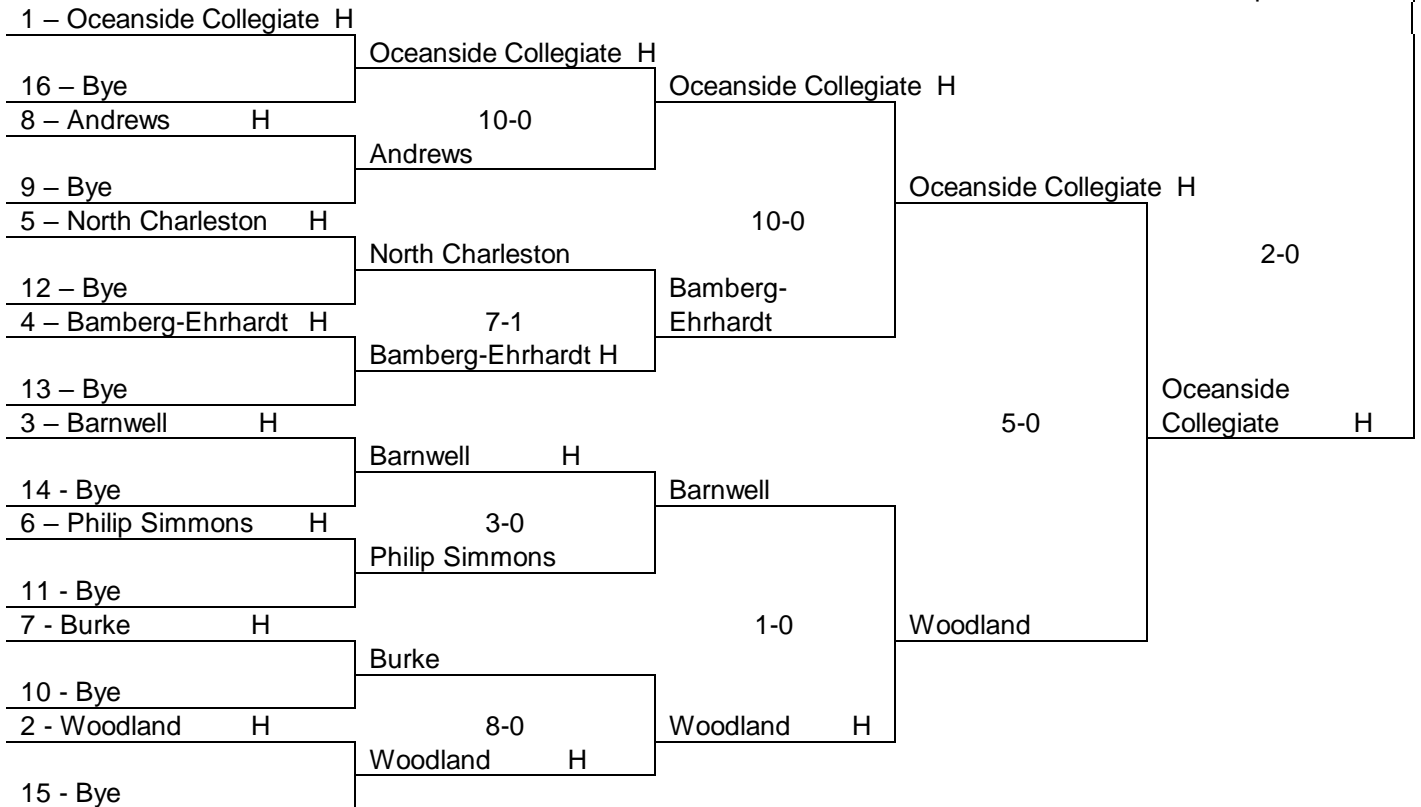 1 – Oceanside Collegiate H
Oceanside Collegiate H
16 – Bye
Oceanside Collegiate H
8 – Andrews H
10-0
Andrews
9 – Bye
Oceanside Collegiate H
5 – North Charleston H
10-0
North Charleston
2-0
12 – Bye
Bamberg-
4 – Bamberg-Ehrhardt H
7-1
Ehrhardt
Bamberg-Ehrhardt H
13 – Bye
Oceanside
3 – Barnwell H
5-0
Collegiate H
Barnwell H
14 - Bye
Barnwell
6 – Philip Simmons H
3-0
Philip Simmons
11 - Bye
7 - Burke H
1-0
Woodland
Burke
10 - Bye
2 - Woodland H
8-0
Woodland H
Woodland H
15 - Bye